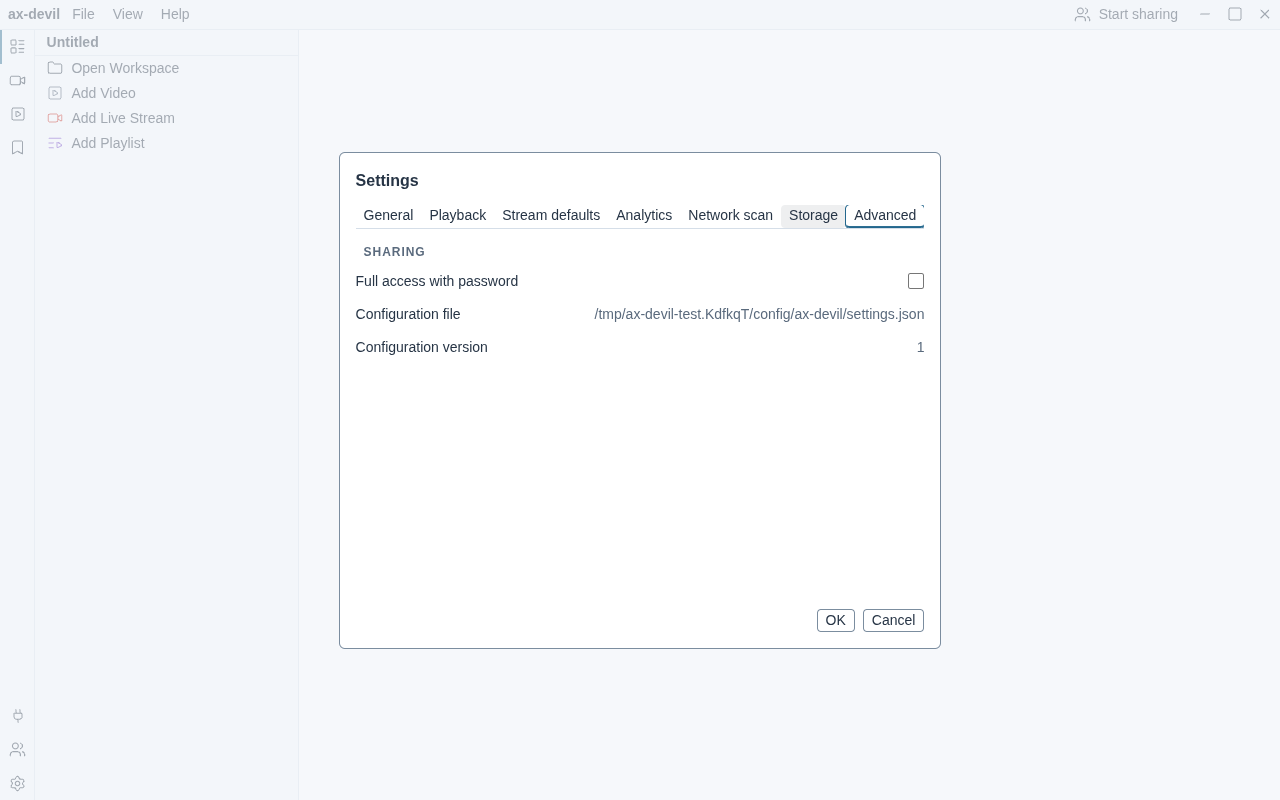 ax-devil File View Help Start sharing
Untitled
Open Workspace
Add Video
Add Live Stream
Add Playlist
Settings
General Playback Stream defaults Analytics Network scan Storage Advanced
SHARING
Full access with password
Configuration file /tmp/ax-devil-test.KdfkqT/config/ax-devil/settings.json
Configuration version 1
OK Cancel